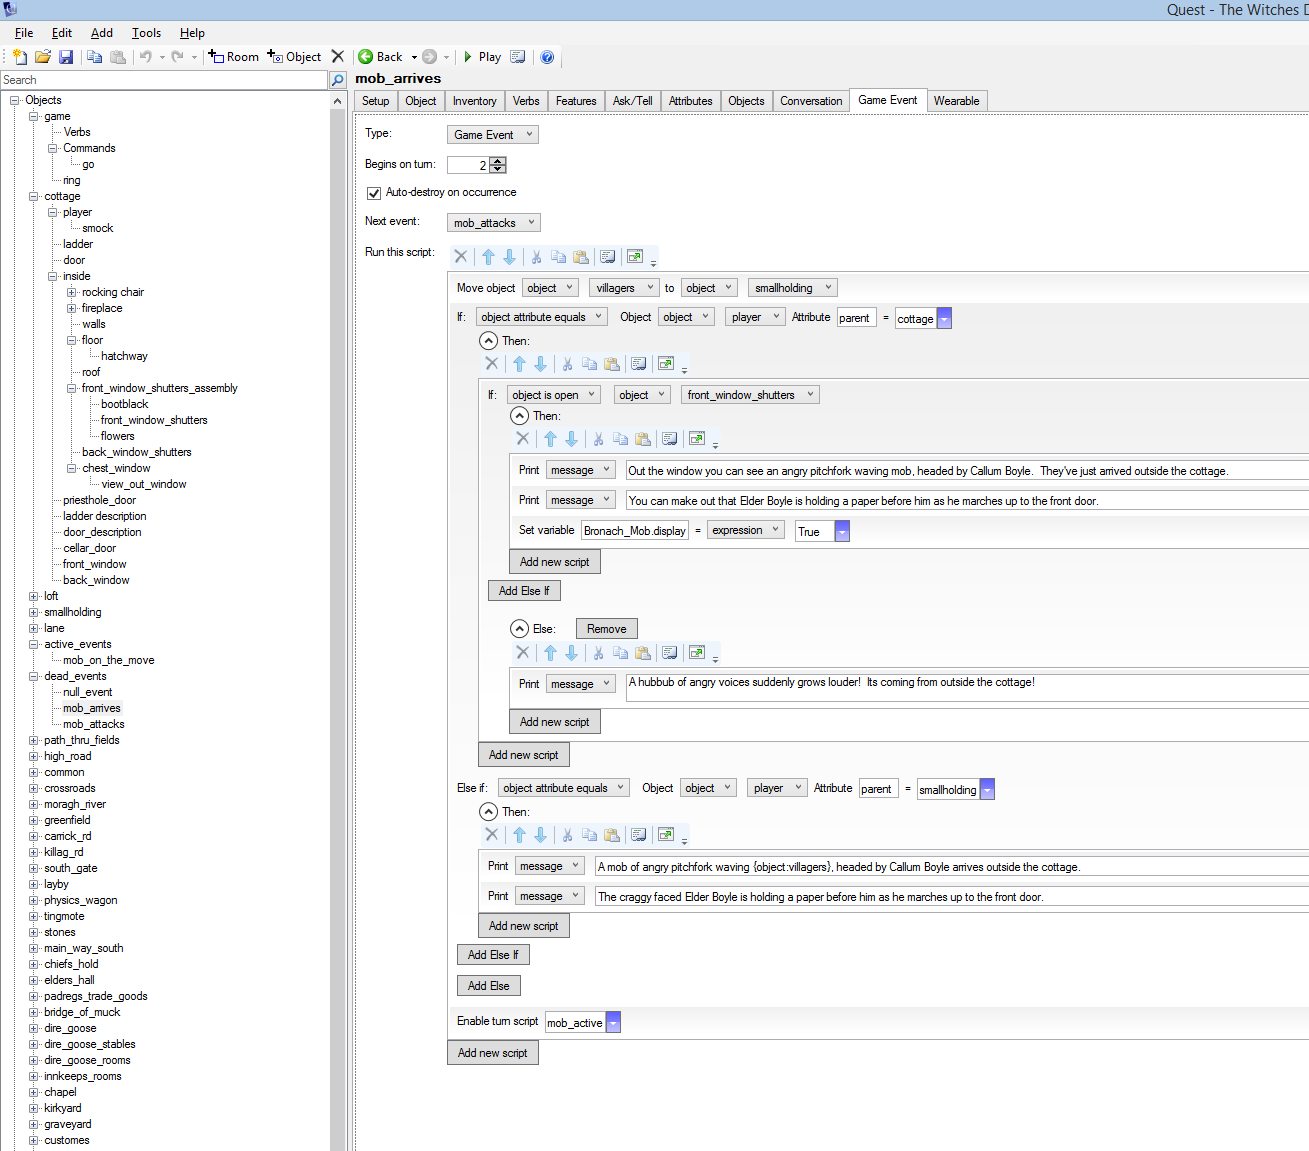 Quest - The Witches D
File Edit Add Tools Help
Room Object Back Play
Search
Objects
game
Verbs
Commands
go
ring
cottage
player
smock
ladder
door
inside
rocking chair
fireplace
walls
floor
hatchway
roof
front_window_shutters_assembly
bootblack
front_window_shutters
flowers
back_window_shutters
chest_window
view_out_window
priesthole_door
ladder description
door_description
cellar_door
front_window
back_window
loft
smallholding
lane
active_events
mob_on_the_move
dead_events
null_event
mob_arrives
mob_attacks
path_thru_fields
high_road
common
crossroads
moragh_river
greenfield
carrick_rd
killag_rd
south_gate
layby
physics_wagon
tingmote
stones
main_way_south
chiefs_hold
elders_hall
padregs_trade_goods
bridge_of_muck
dire_goose
dire_goose_stables
dire_goose_rooms
innkeeps_rooms
chapel
kirkyard
graveyard
customes
mob_arrives
Setup Object Inventory Verbs Features Ask/Tell Attributes Objects Conversation Game Event Wearable
Type: Game Event
Begins on turn: 2
Auto-destroy on occurrence
Next event: mob_attacks
Run this script:
Move object object villagers to object smallholding
If: object attribute equals Object object player Attribute parent = cottage
Then:
If: object is open object front_window_shutters
Then:
Print message Out the window you can see an angry pitchfork waving mob, headed by Callum Boyle. They've just arrived outside the cottage.
Print message You can make out that Elder Boyle is holding a paper before him as he marches up to the front door.
Set variable Bronach_Mob.display = expression True
Add new script
Add Else If
Else: Remove
Print message A hubbub of angry voices suddenly grows louder! Its coming from outside the cottage!
Add new script
Add new script
Else if: object attribute equals Object object player Attribute parent = smallholding
Then:
Print message A mob of angry pitchfork waving {object:villagers}, headed by Callum Boyle arrives outside the cottage.
Print message The craggy faced Elder Boyle is holding a paper before him as he marches up to the front door.
Add new script
Add Else If
Add Else
Enable turn script mob_active
Add new script